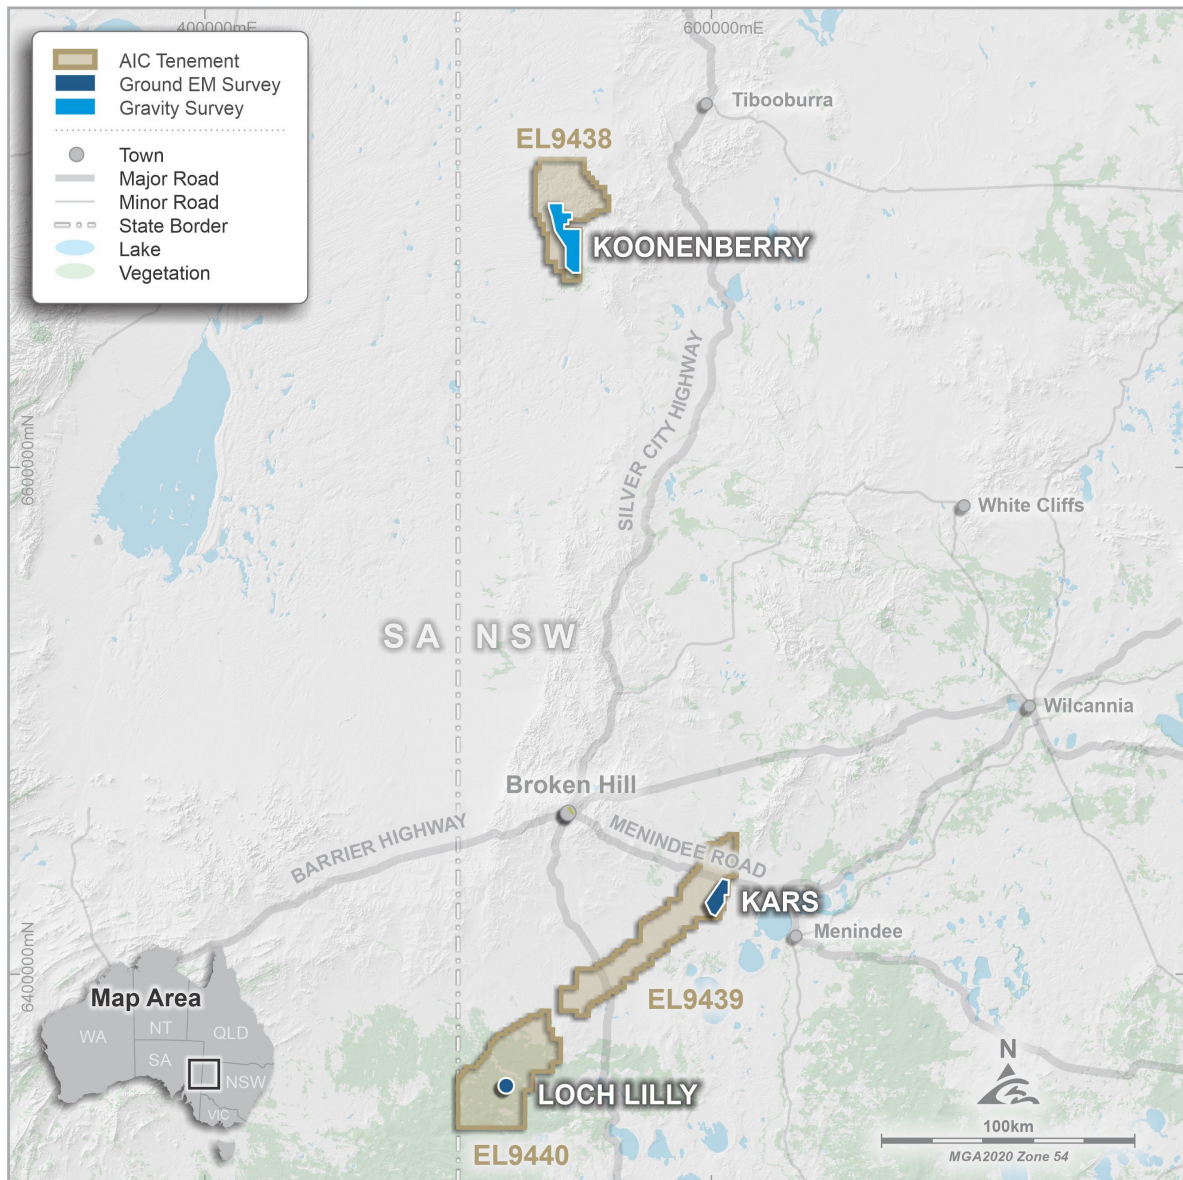 400000mE
600000mE
AIC Tenement
Ground EM Survey
Gravity Survey
Town
Major Road
Minor Road
State Border
Lake
Vegetation
Tibooburra
EL9438
KOONENBERRY
SILVER CITY HIGHWAY
6600000mN
White Cliffs
SA NSW
Wilcannia
Broken Hill
BARRIER HIGHWAY
MENINDEE ROAD
KARS
Menindee
6400000mN
EL9439
Map Area
WA
NT
QLD
SA
NSW
VIC
LOCH LILLY
EL9440
N
100km
MGA2020 Zone 54